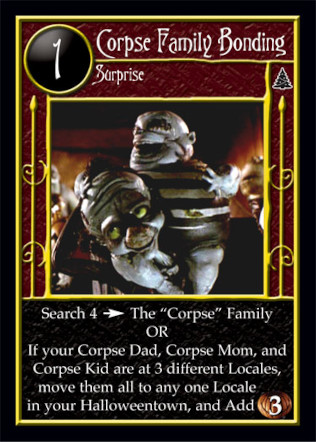 1
Corpse Family Bonding
Surprise
Search 4 → The “Corpse” Family
OR
If your Corpse Dad, Corpse Mom, and
Corpse Kid are at 3 different Locales,
move them all to any one Locale
in your Halloweentown, and Add 3